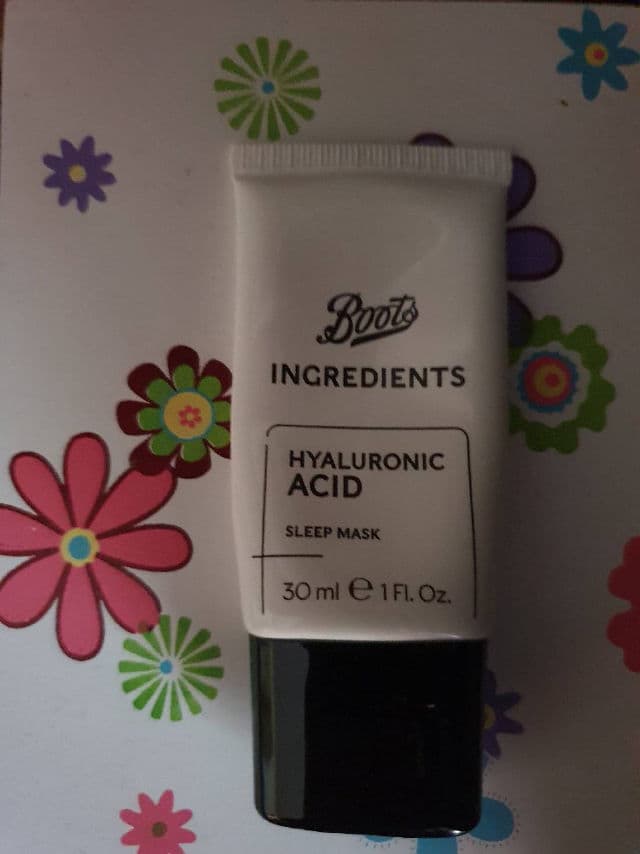 Boots
INGREDIENTS
HYALURONIC
ACID
SLEEP MASK
30 ml ℮ 1 Fl. Oz.